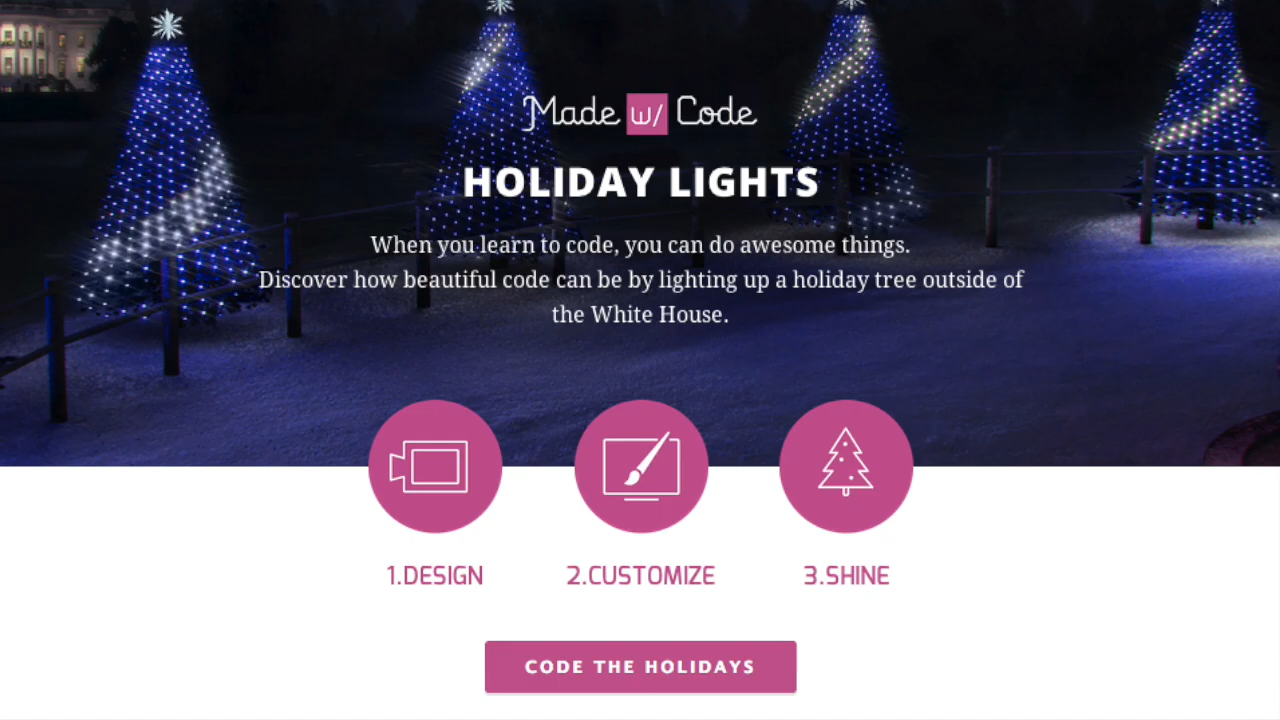 Made w/ Code
HOLIDAY LIGHTS
When you learn to code, you can do awesome things.
Discover how beautiful code can be by lighting up a holiday tree outside of
the White House.
1.DESIGN 2.CUSTOMIZE 3.SHINE
CODE THE HOLIDAYS